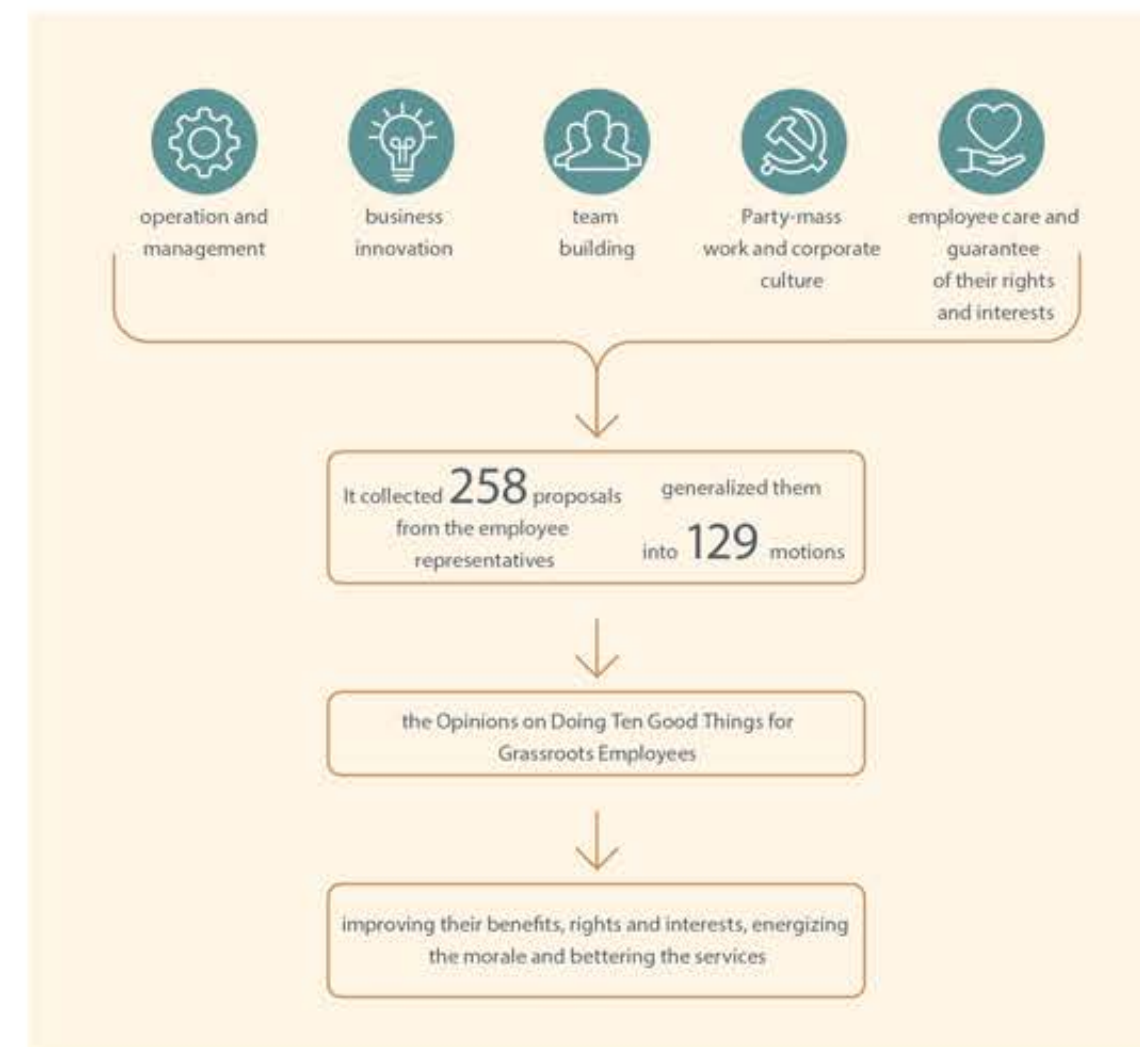 operation and
management
business
innovation
team
building
Party-mass
work and corporate
culture
employee care and
guarantee
of their rights
and interests
It collected 258 proposals
from the employee
representatives
generalized them
into 129 motions
the Opinions on Doing Ten Good Things for
Grassroots Employees
improving their benefits, rights and interests, energizing
the morale and bettering the services